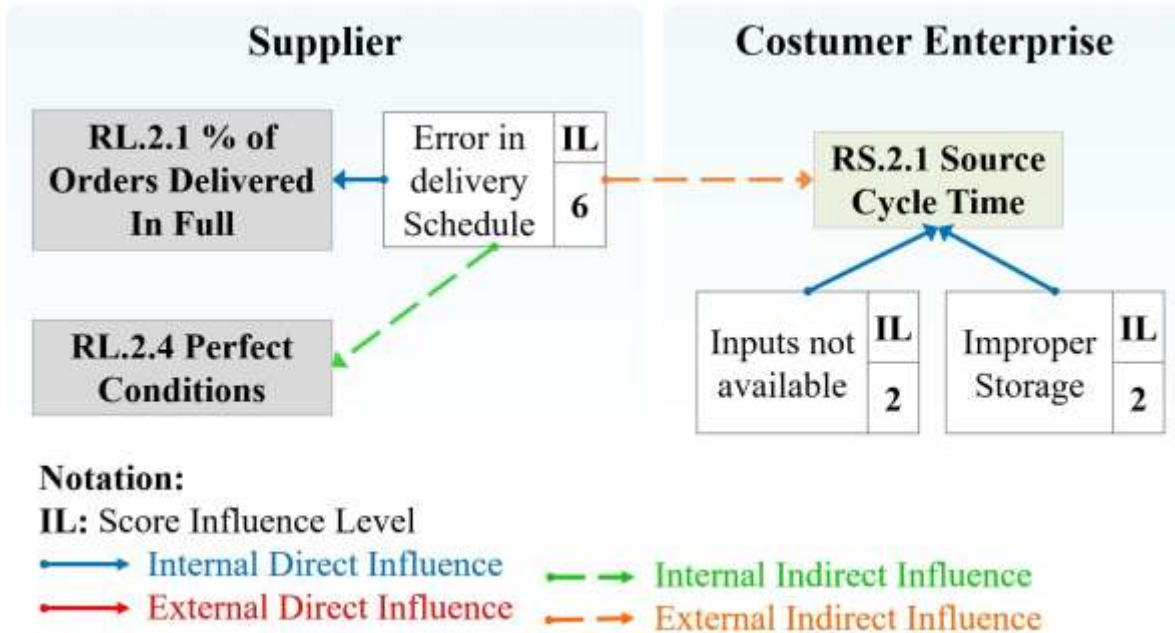 Supplier
Costumer Enterprise
RL.2.1 % of
Orders Delivered
In Full
Error in
delivery
Schedule
IL
6
RS.2.1 Source
Cycle Time
RL.2.4 Perfect
Conditions
Inputs not
available
IL
2
Improper
Storage
IL
2
Notation:
IL: Score Influence Level
Internal Direct Influence
External Direct Influence
Internal Indirect Influence
External Indirect Influence